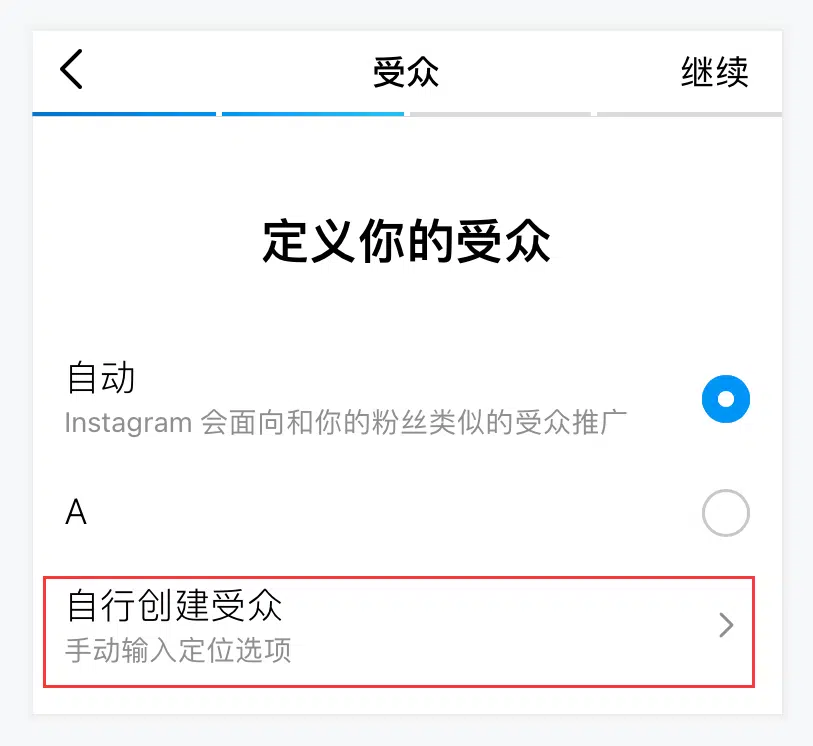 受众
继续
定义你的受众
自动
Instagram 会面向和你的粉丝类似的受众推广
A
自行创建受众
手动输入定位选项